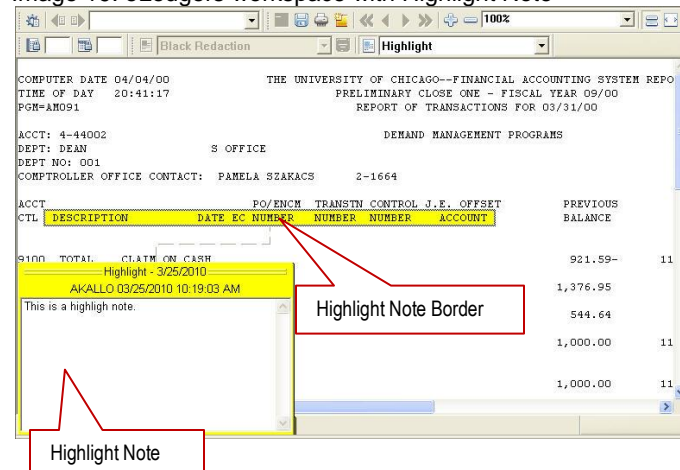 Image 10: eLedgers workspace with Highlight Note
100%
Black Redaction Highlight
COMPUTER DATE 04/04/00 THE UNIVERSITY OF CHICAGO--FINANCIAL ACCOUNTING SYSTEM REPO
TIME OF DAY 20:41:17 PRELIMINARY CLOSE ONE - FISCAL YEAR 09/00
PGM=AM091 REPORT OF TRANSACTIONS FOR 03/31/00
ACCT: 4-44002 DEMAND MANAGEMENT PROGRAMS
DEPT: DEAN S OFFICE
DEPT NO: 001
COMPTROLLER OFFICE CONTACT: PAMELA SZAKACS 2-1664
ACCT PO/ENCM TRANSTN CONTROL J.E. OFFSET PREVIOUS
CTL DESCRIPTION DATE EC NUMBER NUMBER NUMBER ACCOUNT BALANCE
9100 TOTAL CLAIM ON CASH 921.59- 11
Highlight - 3/25/2010
AKALLO 03/25/2010 10:19:03 AM 1,376.95
This is a highligh note.
544.64
1,000.00 11
1,000.00 11
Highlight Note Border
Highlight Note